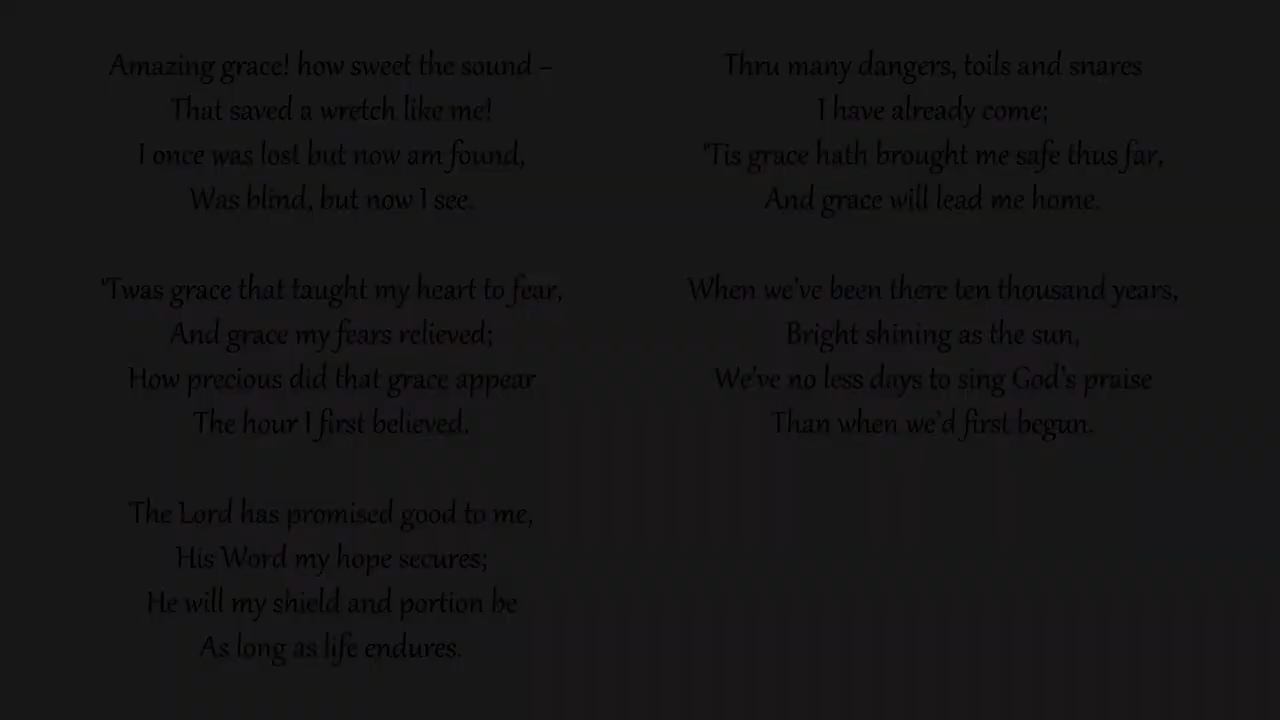 Amazing grace! how sweet the sound –
That saved a wretch like me!
I once was lost but now am found,
Was blind, but now I see.
'Twas grace that taught my heart to fear,
And grace my fears relieved;
How precious did that grace appear
The hour I first believed.
The Lord has promised good to me,
His Word my hope secures;
He will my shield and portion be
As long as life endures.
Thru many dangers, toils and snares
I have already come;
'Tis grace hath brought me safe thus far,
And grace will lead me home.
When we've been there ten thousand years,
Bright shining as the sun,
We've no less days to sing God's praise
Than when we'd first begun.